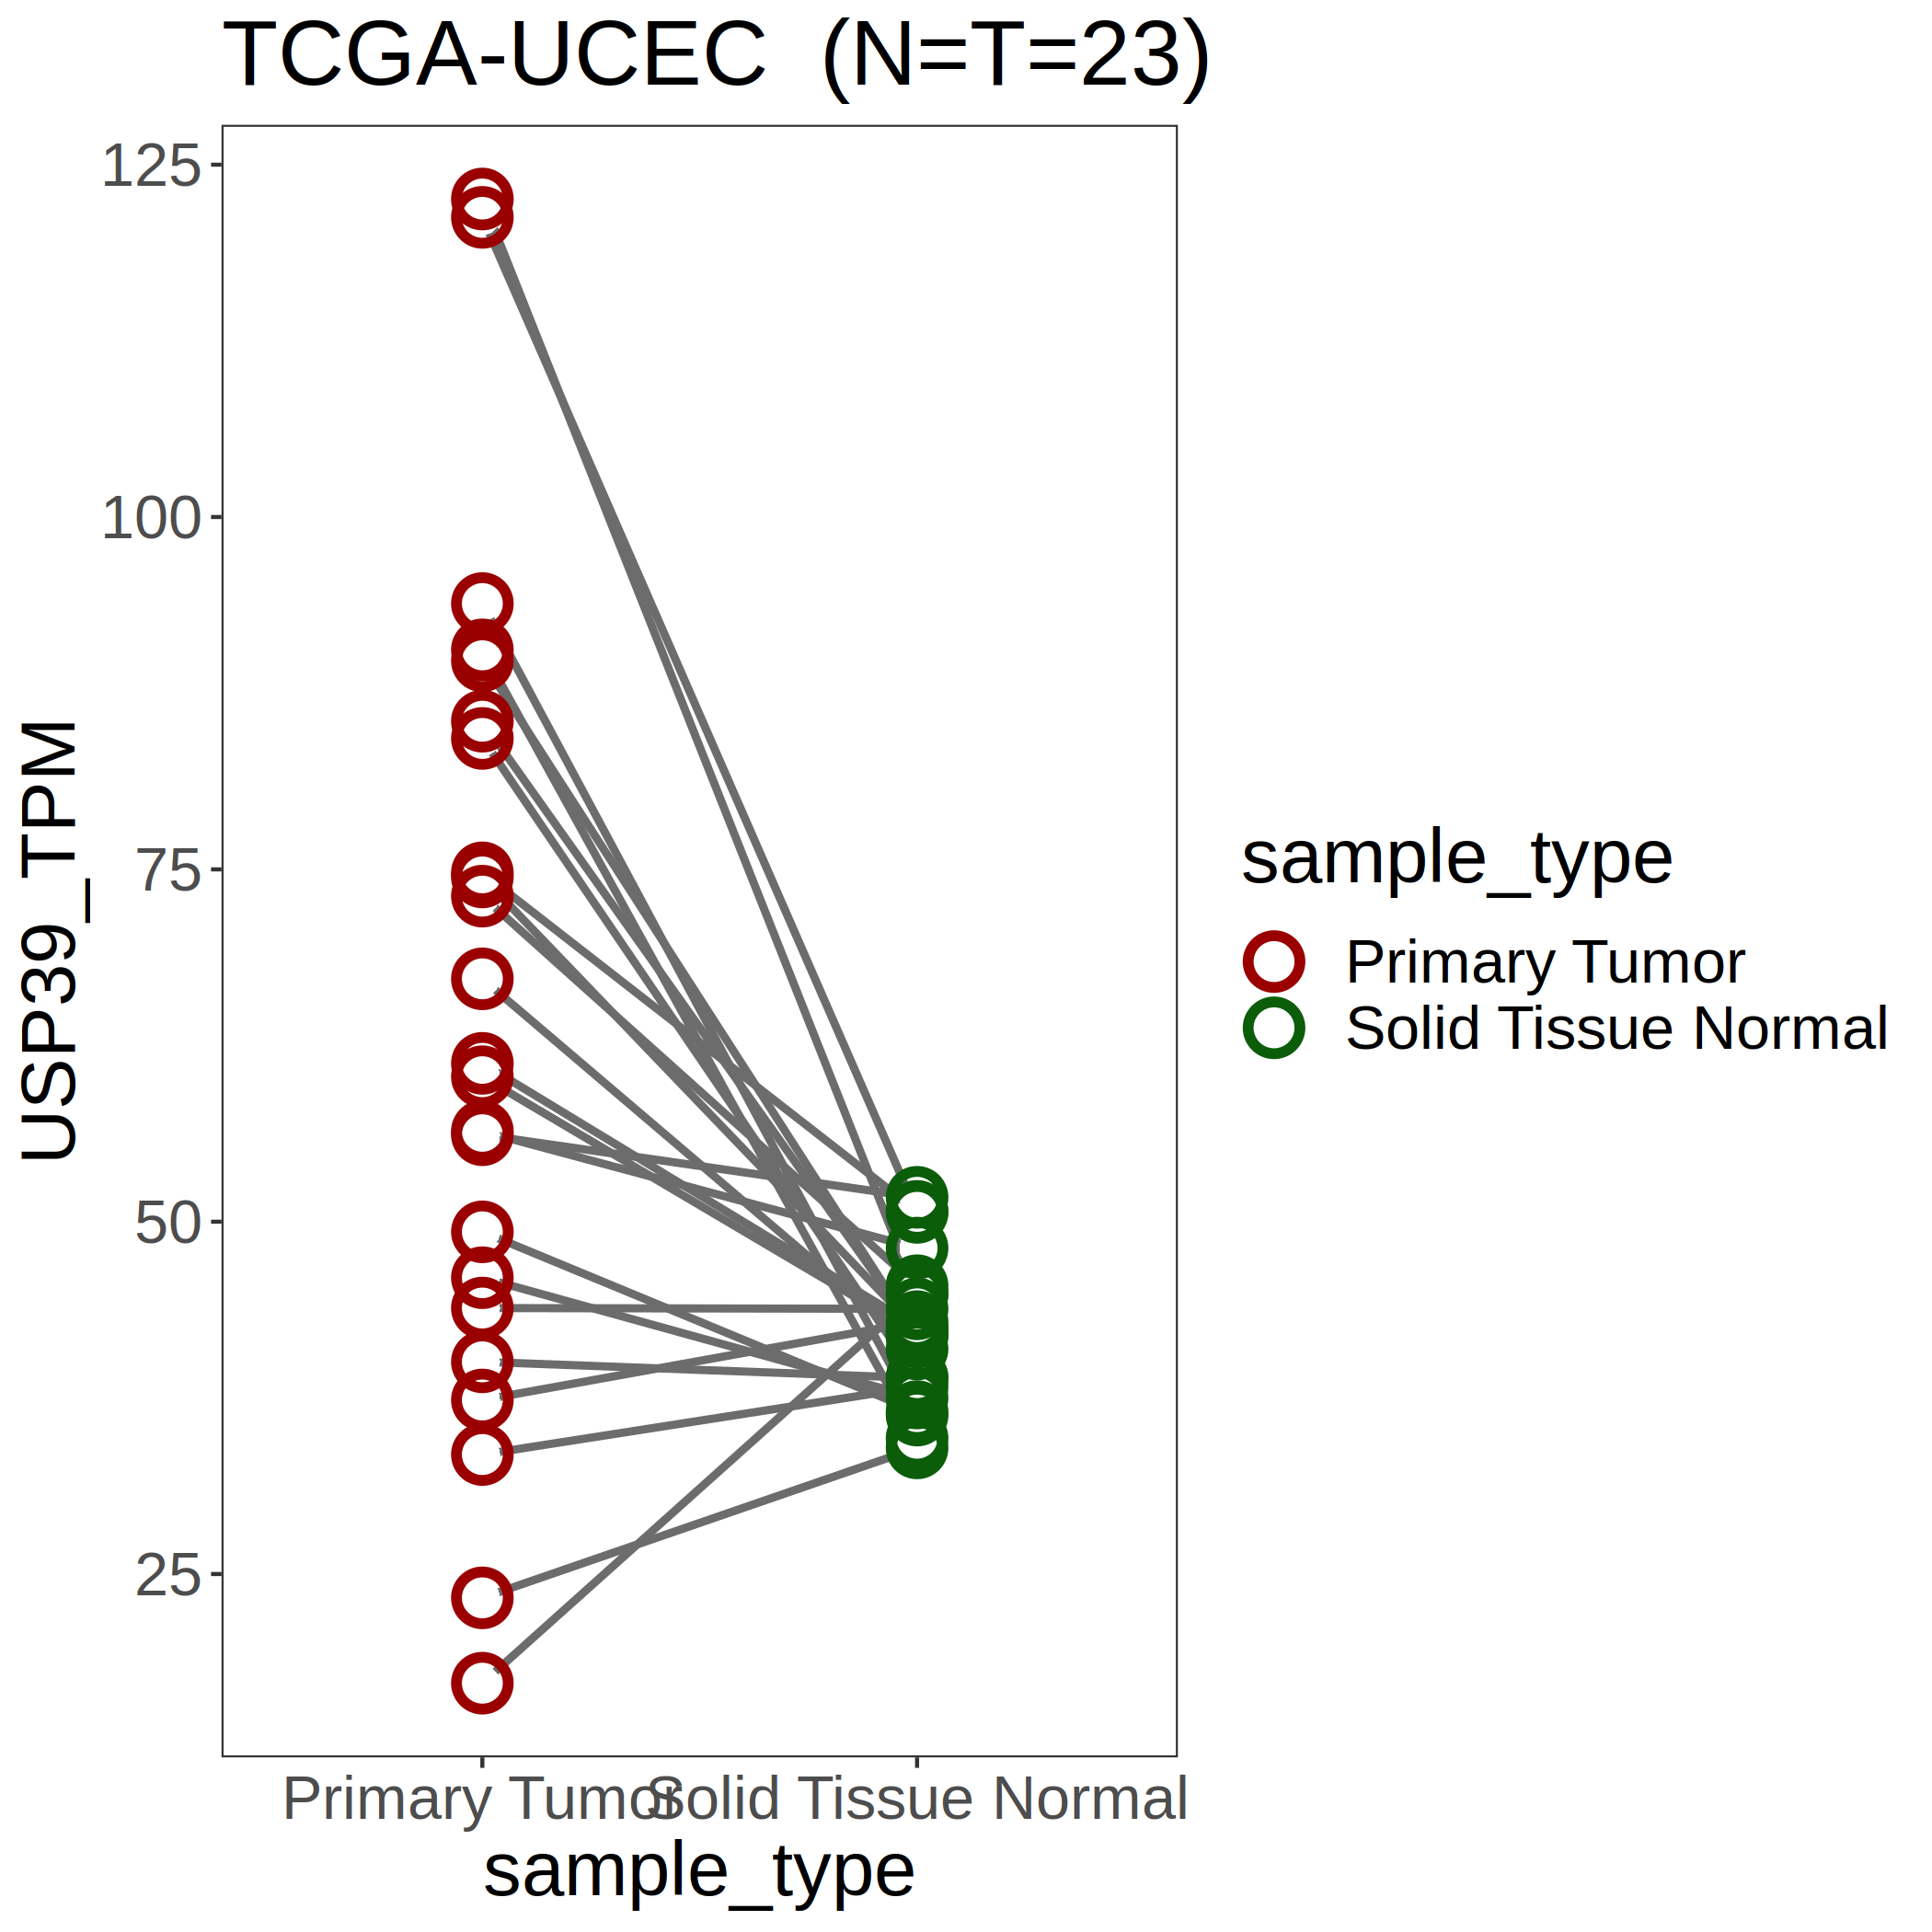 TCGA-UCEC  (N=T=23)
125
100
75
50
25
USP39_TPM
Primary Tumor
Solid Tissue Normal
sample_type
sample_type
Primary Tumor
Solid Tissue Normal